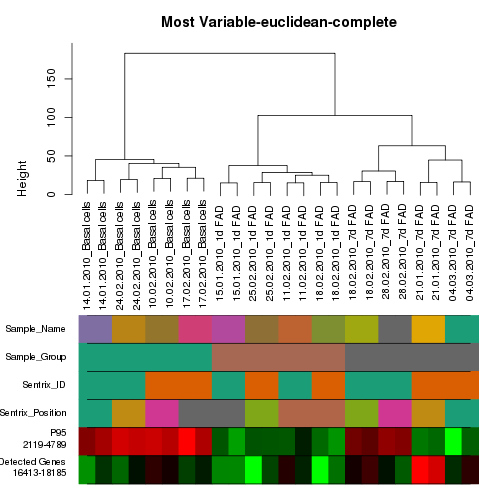 Most Variable-euclidean-complete
Height
0
50
100
150
14.01.2010_Basal cells
14.01.2010_Basal cells
24.02.2010_Basal cells
24.02.2010_Basal cells
10.02.2010_Basal cells
10.02.2010_Basal cells
17.02.2010_Basal cells
17.02.2010_Basal cells
15.01.2010_1d FAD
15.01.2010_1d FAD
25.02.2010_1d FAD
25.02.2010_1d FAD
11.02.2010_1d FAD
11.02.2010_1d FAD
18.02.2010_1d FAD
18.02.2010_1d FAD
18.02.2010_7d FAD
18.02.2010_7d FAD
28.02.2010_7d FAD
28.02.2010_7d FAD
21.01.2010_7d FAD
21.01.2010_7d FAD
04.03.2010_7d FAD
04.03.2010_7d FAD
Sample_Name
Sample_Group
Sentrix_ID
Sentrix_Position
P95
2119-4789
Detected Genes
16413-18185